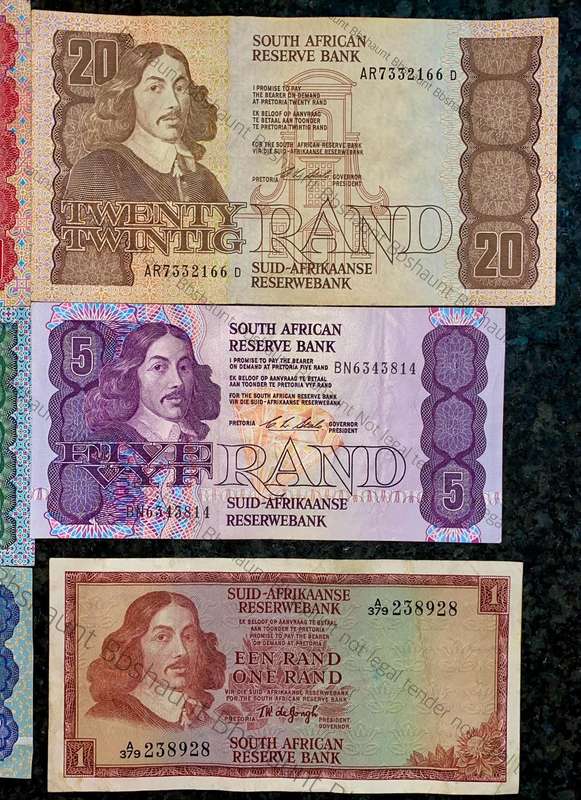 20
SOUTH AFRICAN
RESERVE BANK
AR7332166 D
I PROMISE TO PAY
THE BEARER ON DEMAND
AT PRETORIA TWENTY RAND
EK BELOOF OP AANVRAAG
TE BETAAL AAN TOONDER
TE PRETORIA TWINTIG RAND
FOR THE SOUTH AFRICAN RESERVE BANK
VIR DIE SUID-AFRIKAANSE RESERWEBANK
PRETORIA
GOVERNOR
PRESIDENT
TWENTY
TWINTIG
RAND
20
AR7332166 D
SUID-AFRIKAANSE
RESERWEBANK
5
SOUTH AFRICAN
RESERVE BANK
I PROMISE TO PAY THE BEARER
ON DEMAND AT PRETORIA FIVE RAND
BN6343814
EK BELOOF OP AANVRAAG TE BETAAL
AAN TOONDER TE PRETORIA VYF RAND
FOR THE SOUTH AFRICAN RESERVE BANK
VIR DIE SUID-AFRIKAANSE RESERWEBANK
PRETORIA
GOVERNOR
PRESIDENT
FIVE
VYF
RAND
5
BN6343814
SUID-AFRIKAANSE
RESERWEBANK
SUID-AFRIKAANSE
RESERWEBANK
A/379 238928
1
EK BELOOF OP AANVRAAG TE BETAAL
AAN TOONDER TE PRETORIA
I PROMISE TO PAY THE BEARER
ON DEMAND AT PRETORIA
EEN RAND
ONE RAND
VIR DIE SUID-AFRIKAANSE RESERWEBANK
FOR THE SOUTH AFRICAN RESERVE BANK
T.W. de Jongh
PRETORIA
PRESIDENT
GOVERNOR
A/379 238928
1
SOUTH AFRICAN
RESERVE BANK
Bbshaunt Bbshaunt Bbshaunt
Not legal tender